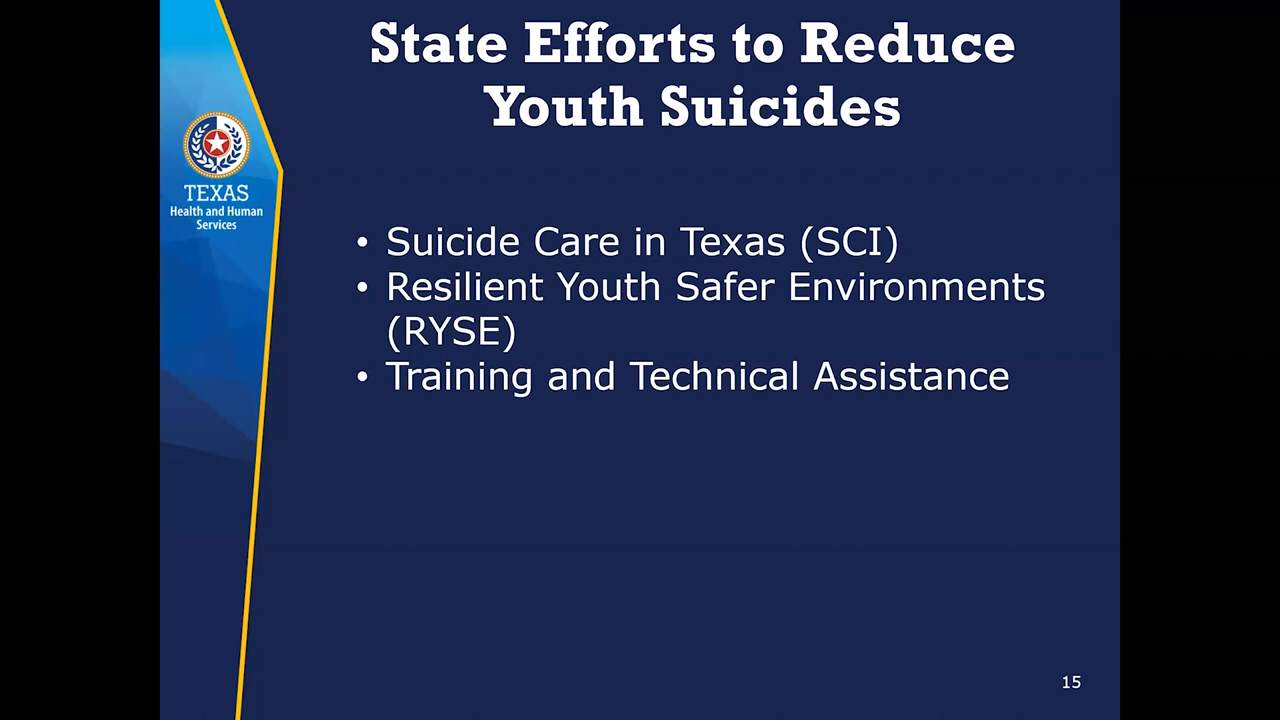 State Efforts to Reduce
Youth Suicides
TEXAS
Health and Human
Services
• Suicide Care in Texas (SCI)
• Resilient Youth Safer Environments
(RYSE)
• Training and Technical Assistance
15